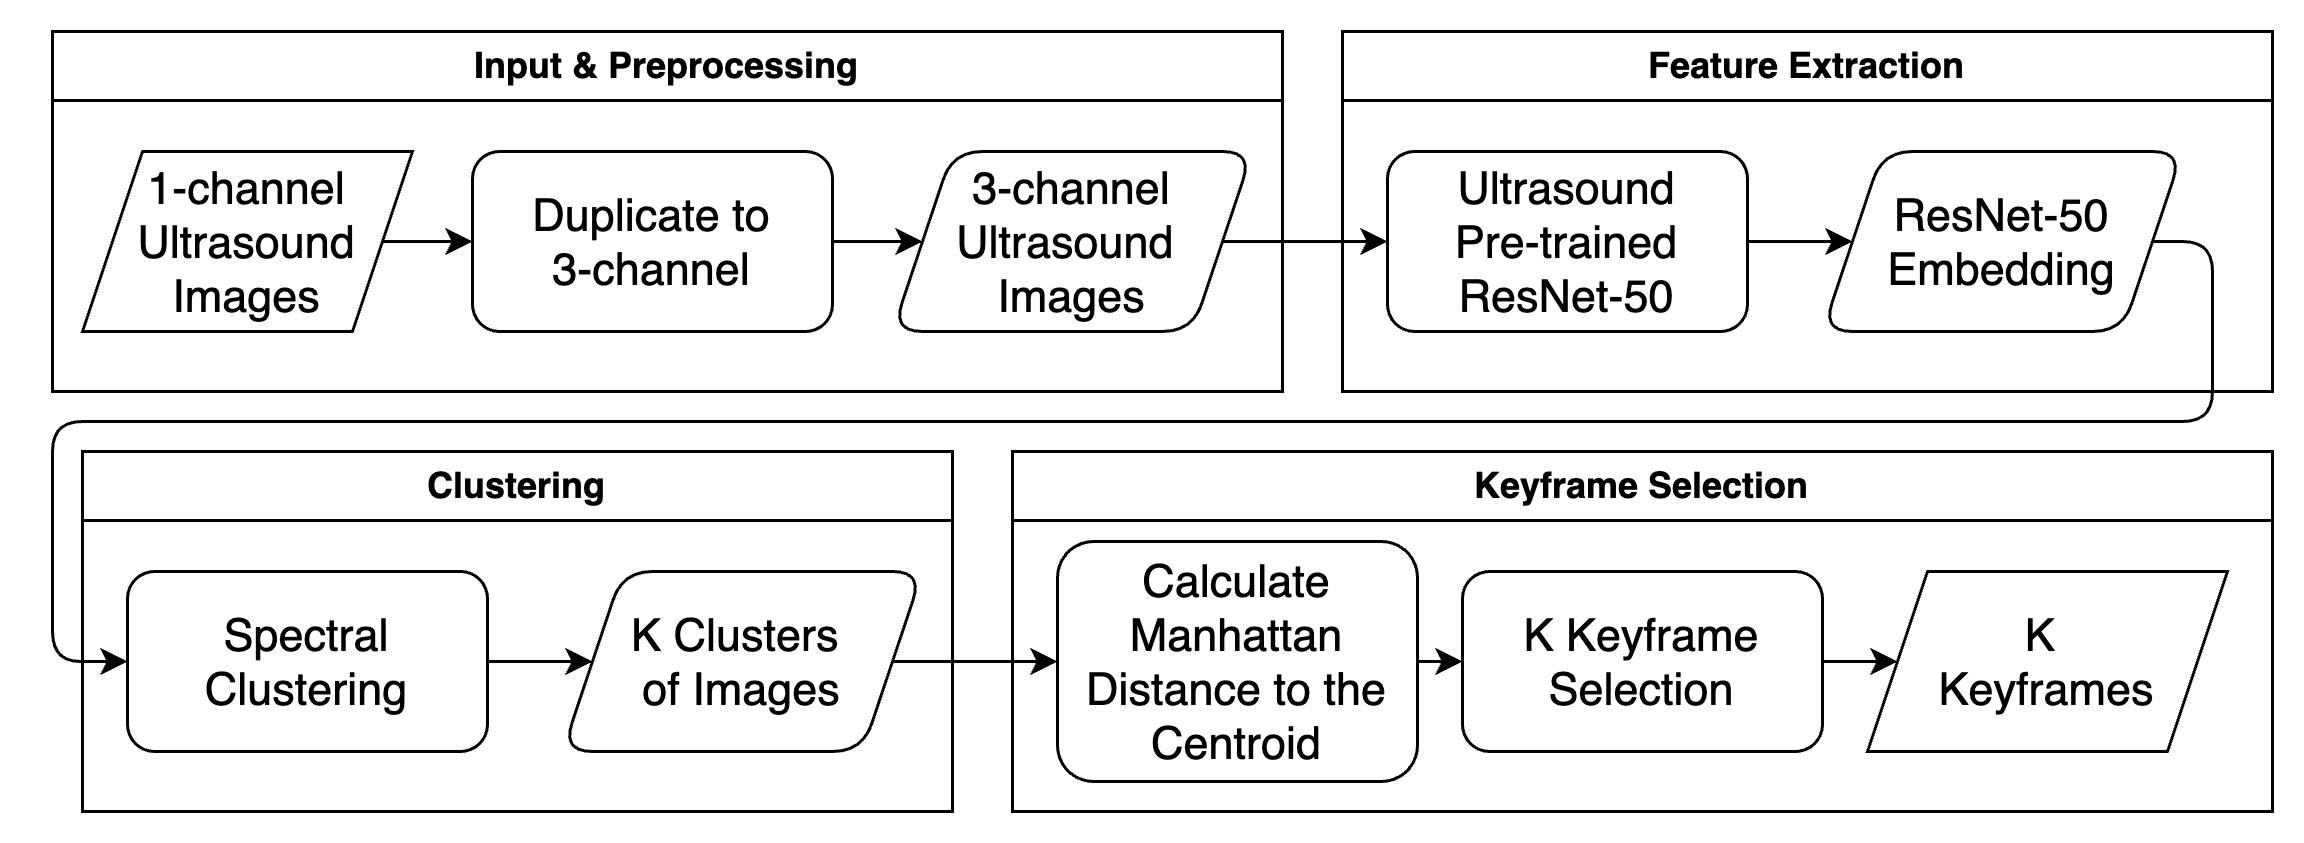 Input & Preprocessing
1-channel
Ultrasound
Images
Duplicate to
3-channel
3-channel
Ultrasound
Images
Feature Extraction
Ultrasound
Pre-trained
ResNet-50
ResNet-50
Embedding
Clustering
Spectral
Clustering
K Clusters
of Images
Keyframe Selection
Calculate
Manhattan
Distance to the
Centroid
K Keyframe
Selection
K
Keyframes